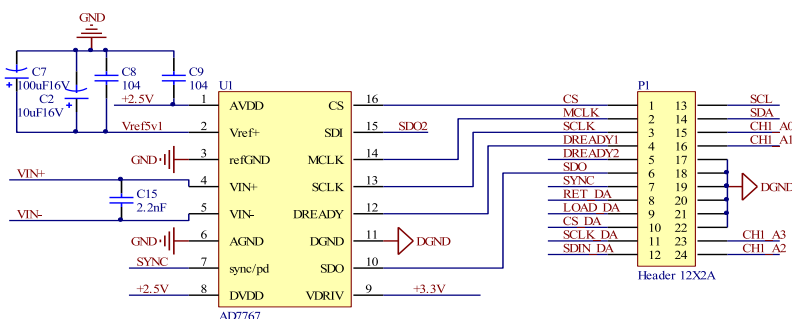 GND
C7
100uF16V
C2
10uF16V
C8
104
C9
104
+2.5V
Vref5v1
GND
VIN+
C15
2.2nF
VIN-
GND
SYNC
+2.5V
U1
1 AVDD CS 16
2 Vref+ SDI 15 SDO2
3 refGND MCLK 14
4 VIN+ SCLK 13
5 VIN- DREADY 12
6 AGND DGND 11 DGND
7 sync/pd SDO 10
8 DVDD VDRIV 9 +3.3V
AD7767
P1
CS 1 13 SCL
MCLK 2 14 SDA
SCLK 3 15 CH1_A0
DREADY1 4 16 CH1_A1
DREADY2 5 17
SDO 6 18
SYNC 7 19 DGND
RET_DA 8 20
LOAD_DA 9 21
CS_DA 10 22
SCLK_DA 11 23 CH1_A3
SDIN_DA 12 24 CH1_A2
Header 12X2A